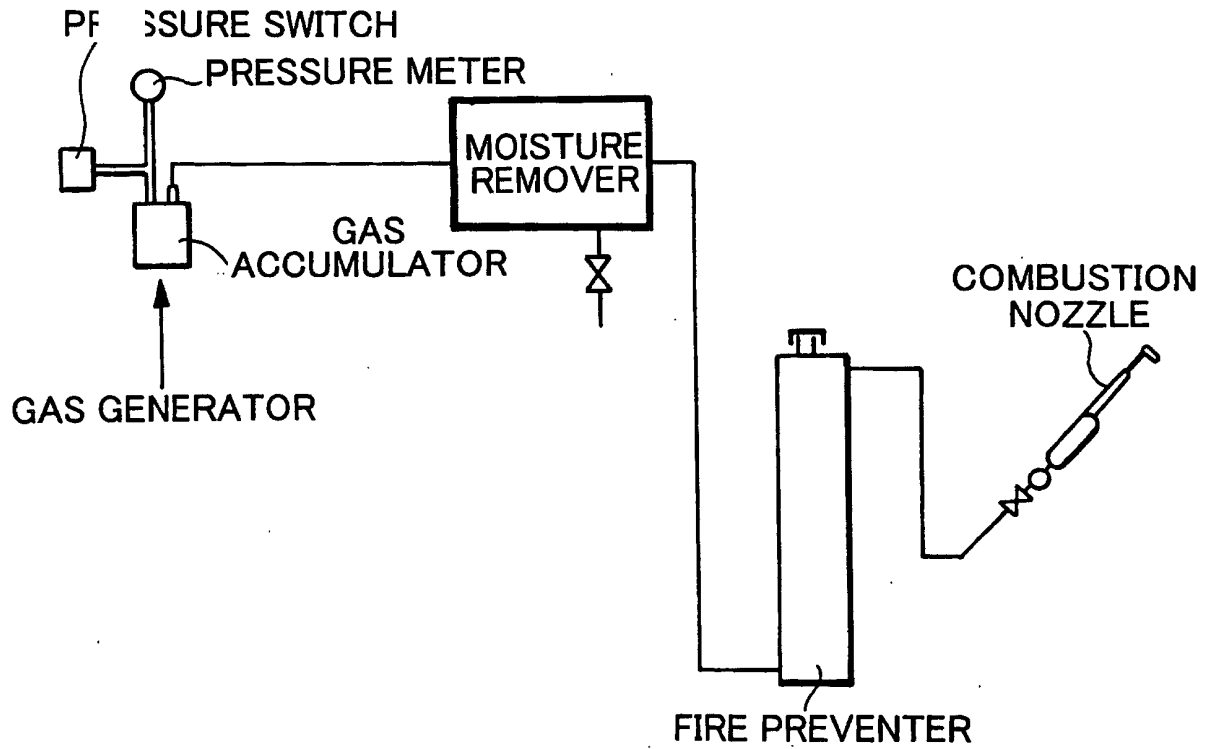 SSURE SWITCH
PRESSURE METER
MOISTURE
REMOVER
GAS
ACCUMULATOR
COMBUSTION
NOZZLE
GAS GENERATOR
FIRE PREVENTER